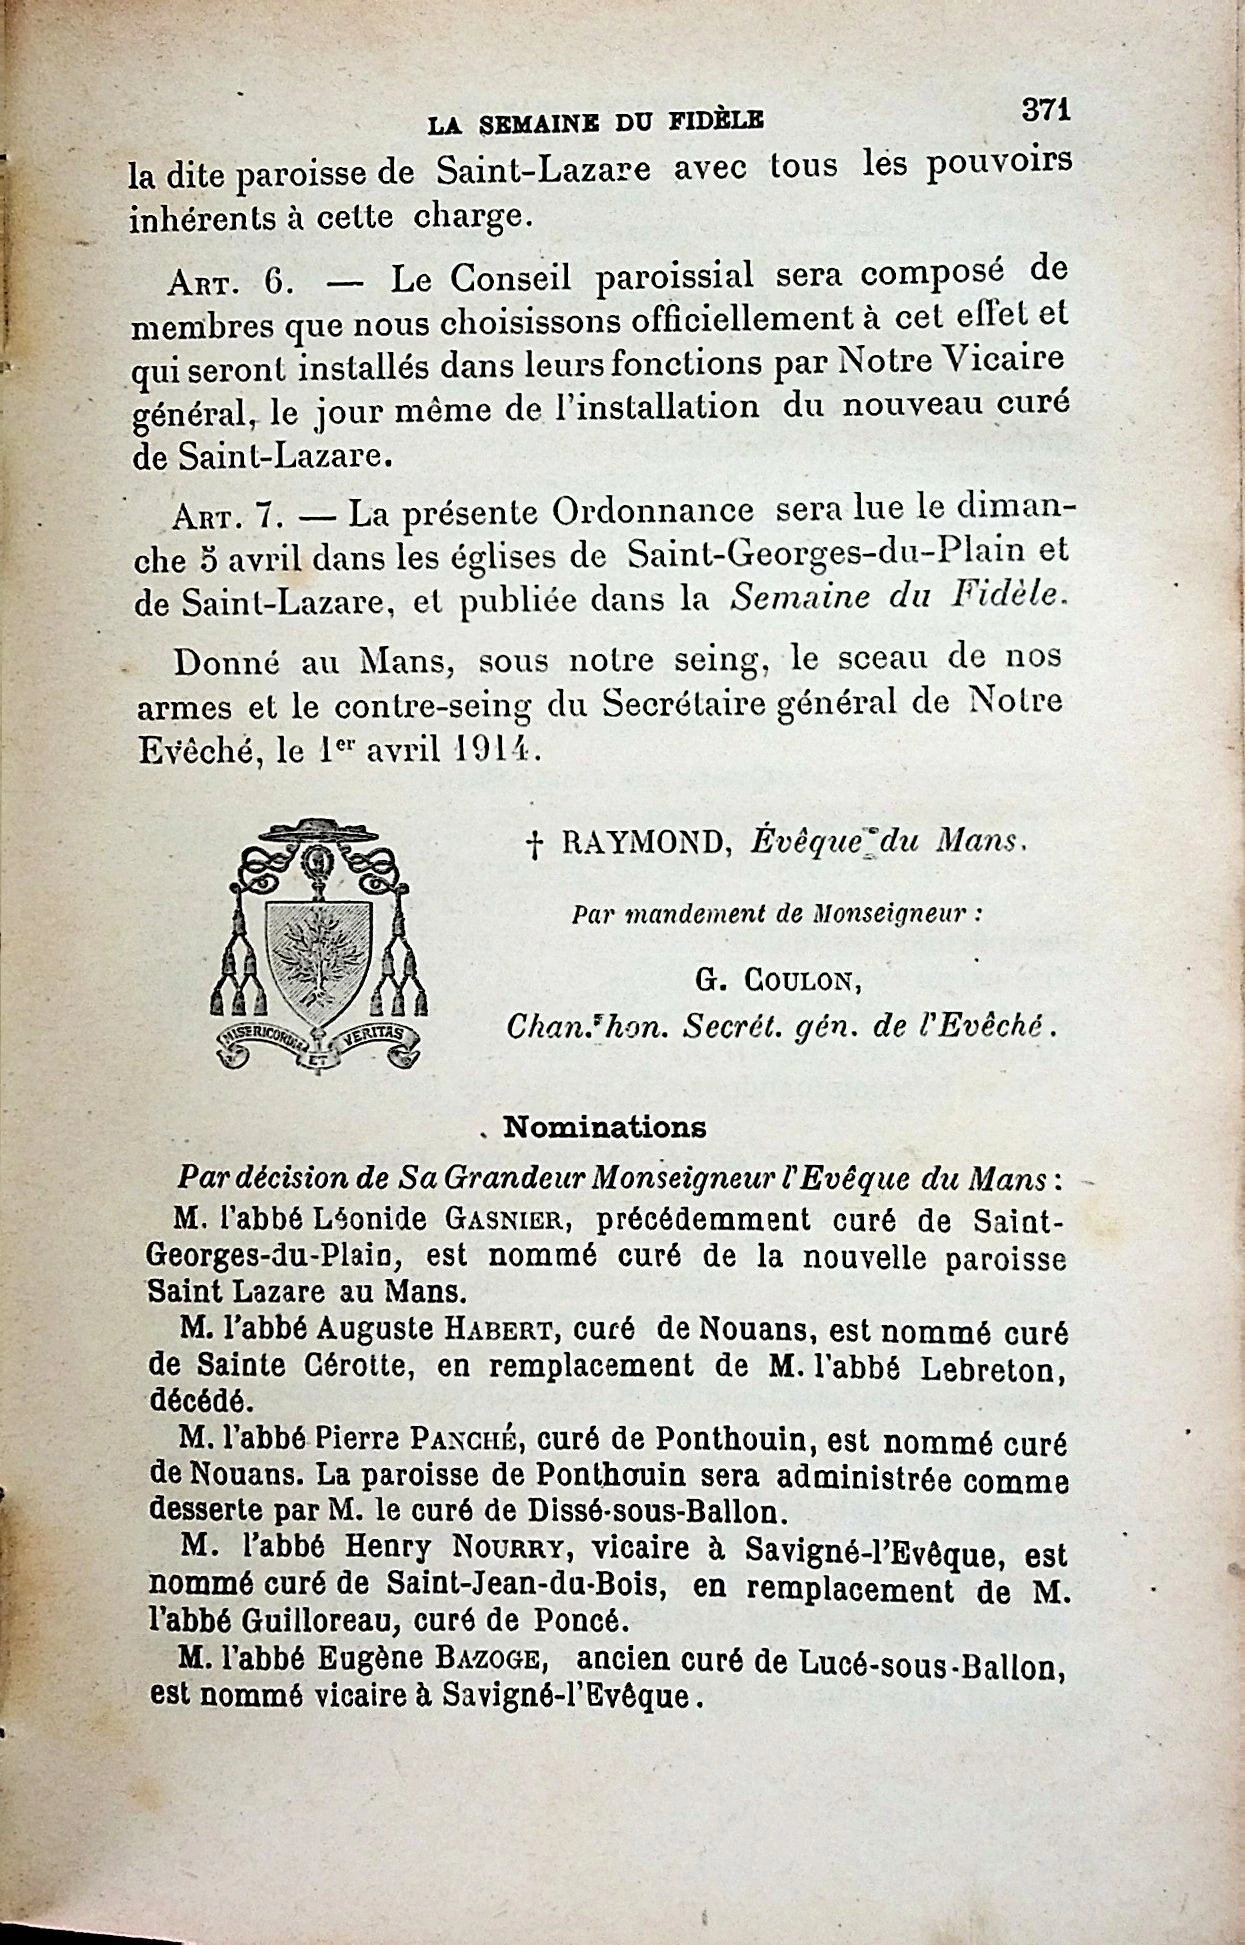 LA SEMAINE DU FIDÈLE 371
la dite paroisse de Saint-Lazare avec tous les pouvoirs
inhérents à cette charge.
ART. 6. — Le Conseil paroissial sera composé de
membres que nous choisissons officiellement à cet effet et
qui seront installés dans leurs fonctions par Notre Vicaire
général, le jour même de l'installation du nouveau curé
de Saint-Lazare.
ART. 7. — La présente Ordonnance sera lue le diman-
che 5 avril dans les églises de Saint-Georges-du-Plain et
de Saint-Lazare, et publiée dans la Semaine du Fidèle.
Donné au Mans, sous notre seing, le sceau de nos
armes et le contre-seing du Secrétaire général de Notre
Evêché, le 1er avril 1914.
† RAYMOND, Évêque du Mans.
Par mandement de Monseigneur :
G. COULON,
Chan. hon. Secrét. gén. de l'Evêché.
MISERICORDIA ET VERITAS
Nominations
Par décision de Sa Grandeur Monseigneur l'Evêque du Mans :
M. l'abbé Léonide GASNIER, précédemment curé de Saint-
Georges-du-Plain, est nommé curé de la nouvelle paroisse
Saint Lazare au Mans.
M. l'abbé Auguste HABERT, curé de Nouans, est nommé curé
de Sainte Cérotte, en remplacement de M. l'abbé Lebreton,
décédé.
M. l'abbé Pierre PANCHÉ, curé de Ponthouin, est nommé curé
de Nouans. La paroisse de Ponthouin sera administrée comme
desserte par M. le curé de Dissé-sous-Ballon.
M. l'abbé Henry NOURRY, vicaire à Savigné-l'Evêque, est
nommé curé de Saint-Jean-du-Bois, en remplacement de M.
l'abbé Guilloreau, curé de Poncé.
M. l'abbé Eugène BAZOGE, ancien curé de Lucé-sous-Ballon,
est nommé vicaire à Savigné-l'Evêque.